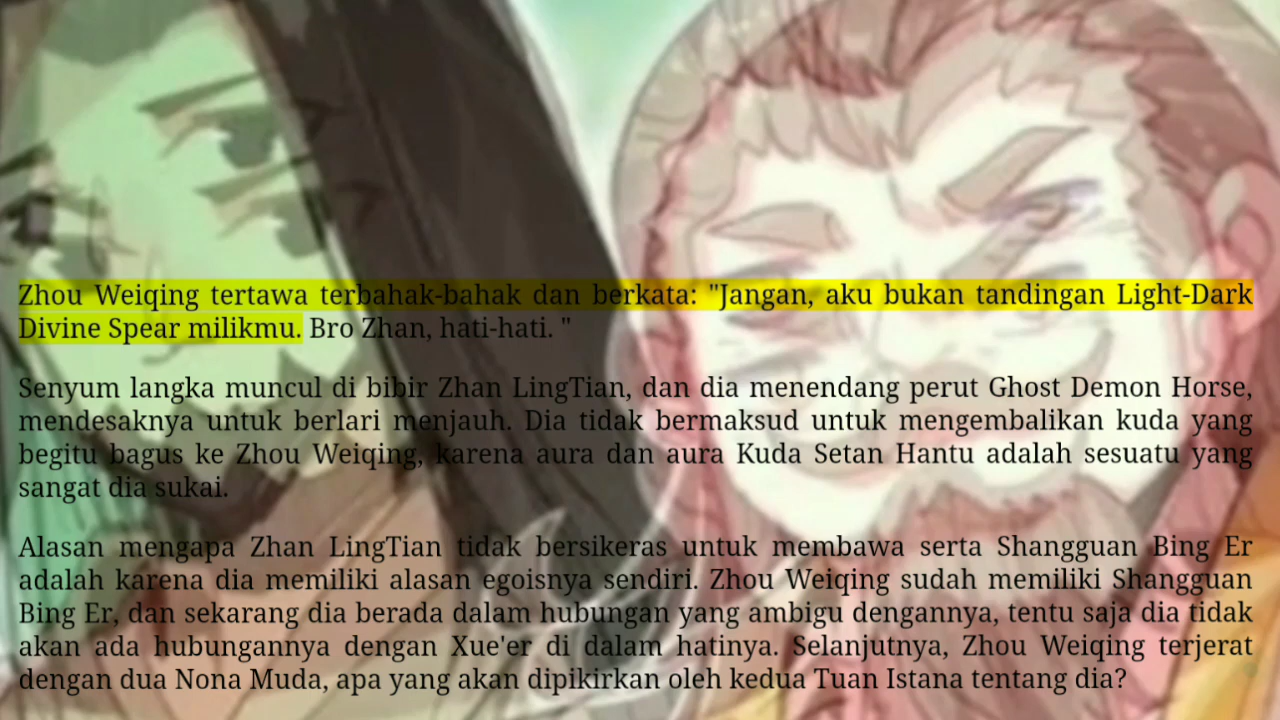 Zhou Weiqing tertawa terbahak-bahak dan berkata: "Jangan, aku bukan tandingan Light-Dark
Divine Spear milikmu. Bro Zhan, hati-hati. "
Senyum langka muncul di bibir Zhan LingTian, dan dia menendang perut Ghost Demon Horse,
mendesaknya untuk berlari menjauh. Dia tidak bermaksud untuk mengembalikan kuda yang
begitu bagus ke Zhou Weiqing, karena aura dan aura Kuda Setan Hantu adalah sesuatu yang
sangat dia sukai.
Alasan mengapa Zhan LingTian tidak bersikeras untuk membawa serta Shangguan Bing Er
adalah karena dia memiliki alasan egoisnya sendiri. Zhou Weiqing sudah memiliki Shangguan
Bing Er, dan sekarang dia berada dalam hubungan yang ambigu dengannya, tentu saja dia tidak
akan ada hubungannya dengan Xue'er di dalam hatinya. Selanjutnya, Zhou Weiqing terjerat
dengan dua Nona Muda, apa yang akan dipikirkan oleh kedua Tuan Istana tentang dia?